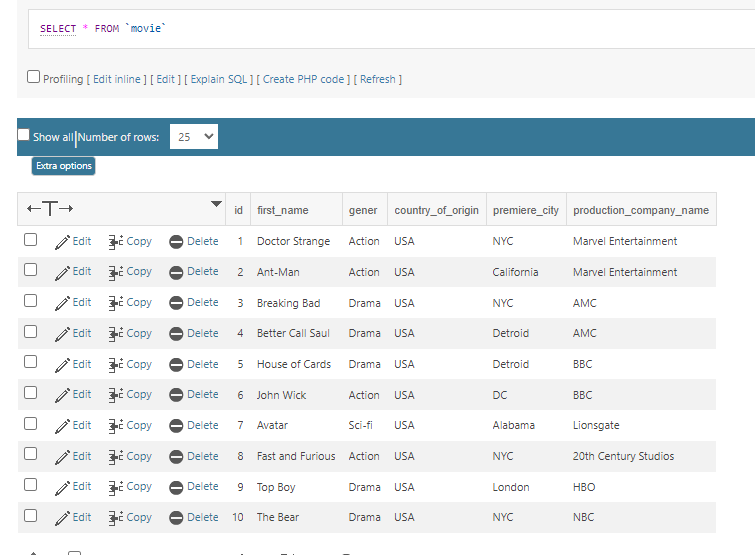 SELECT * FROM `movie`
Profiling [ Edit inline ] [ Edit ] [ Explain SQL ] [ Create PHP code ] [ Refresh ]
Show all Number of rows: 25
Extra options
←T→ id first_name gener country_of_origin premiere_city production_company_name
Edit Copy Delete 1 Doctor Strange Action USA NYC Marvel Entertainment
Edit Copy Delete 2 Ant-Man Action USA California Marvel Entertainment
Edit Copy Delete 3 Breaking Bad Drama USA NYC AMC
Edit Copy Delete 4 Better Call Saul Drama USA Detroid AMC
Edit Copy Delete 5 House of Cards Drama USA Detroid BBC
Edit Copy Delete 6 John Wick Action USA DC BBC
Edit Copy Delete 7 Avatar Sci-fi USA Alabama Lionsgate
Edit Copy Delete 8 Fast and Furious Action USA NYC 20th Century Studios
Edit Copy Delete 9 Top Boy Drama USA London HBO
Edit Copy Delete 10 The Bear Drama USA NYC NBC